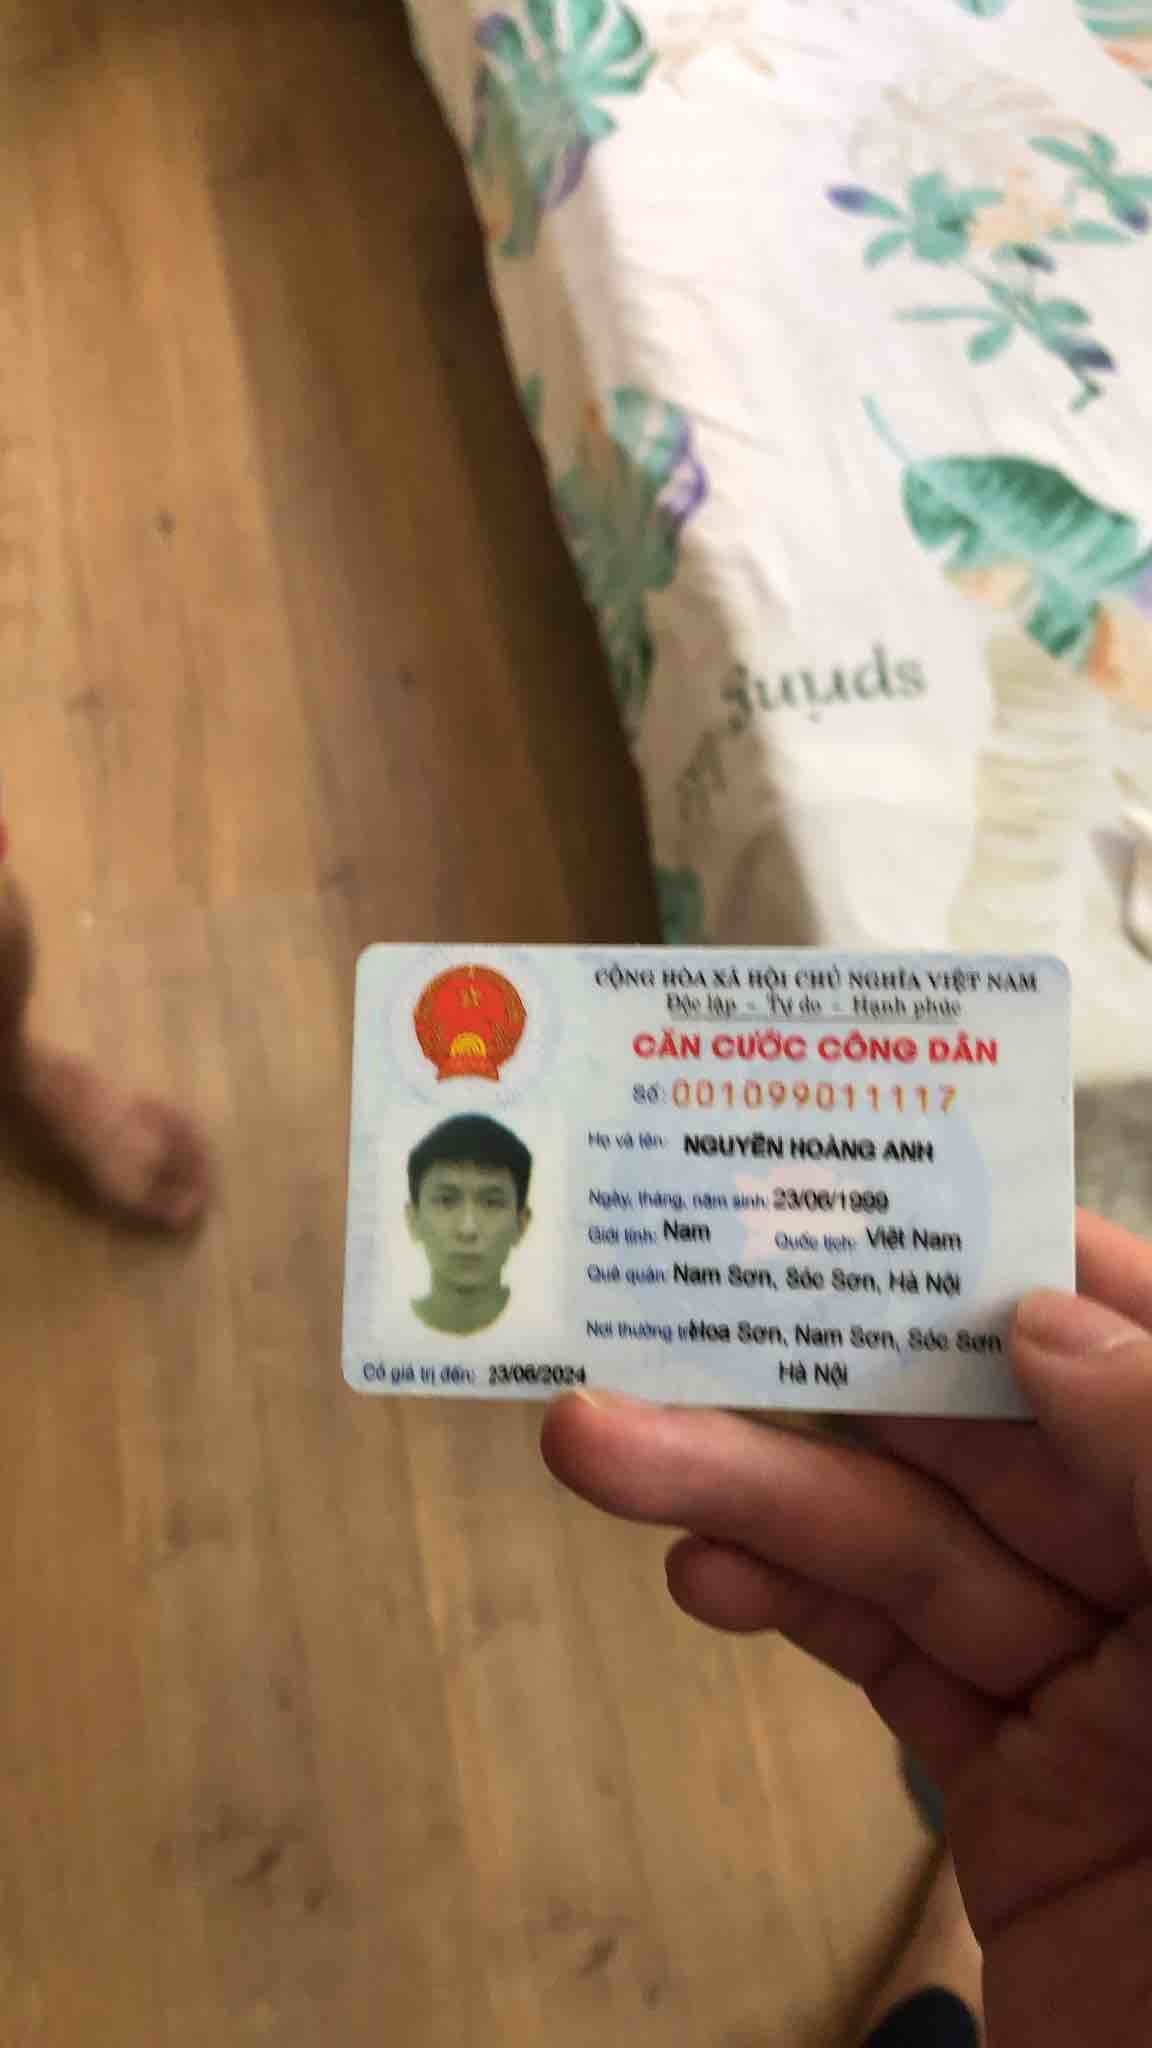 spring
CỘNG HÒA XÃ HỘI CHỦ NGHĨA VIỆT NAM
Độc lập - Tự do - Hạnh phúc
CĂN CƯỚC CÔNG DÂN
Số: 001099011117
Họ và tên: NGUYỄN HOÀNG ANH
Ngày, tháng, năm sinh: 23/06/1999
Giới tính: Nam Quốc tịch: Việt Nam
Quê quán: Nam Sơn, Sóc Sơn, Hà Nội
Nơi thường trú: Hoa Sơn, Nam Sơn, Sóc Sơn
Hà Nội
Có giá trị đến: 23/06/2024